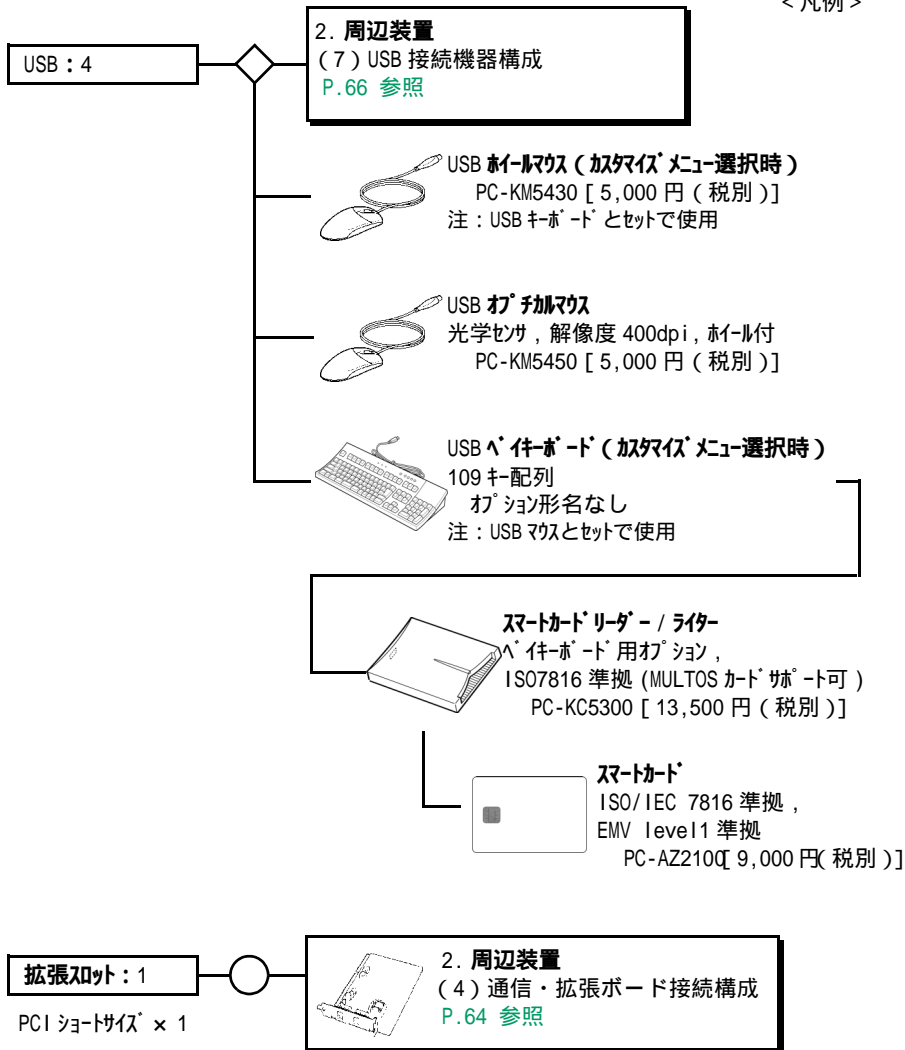 ＜凡例＞
USB：4
2. 周辺装置
（7）USB 接続機器構成
P.66 参照
USB ﾎｲｰﾙﾏｳｽ（ｶｽﾀﾏｲｽﾞﾒﾆｭｰ選択時）
PC-KM5430［5,000 円（税別）］
注：USB ｷｰﾎﾞｰﾄﾞとｾｯﾄで使用
USB ｵﾌﾟﾁｶﾙﾏｳｽ
光学ｾﾝｻ，解像度 400dpi，ﾎｲｰﾙ付
PC-KM5450［5,000 円（税別）］
USB ﾍﾞｲｷｰﾎﾞｰﾄﾞ（ｶｽﾀﾏｲｽﾞﾒﾆｭｰ選択時）
109 ｷｰ配列
ｵﾌﾟｼｮﾝ形名なし
注：USB ﾏｳｽとｾｯﾄで使用
ｽﾏｰﾄｶｰﾄﾞﾘｰﾀﾞｰ / ﾗｲﾀｰ
ﾍﾞｲｷｰﾎﾞｰﾄﾞ用ｵﾌﾟｼｮﾝ，
ISO7816 準拠（MULTOS ｶｰﾄﾞｻﾎﾟｰﾄ可）
PC-KC5300［13,500 円（税別）］
ｽﾏｰﾄｶｰﾄﾞ
ISO/IEC 7816 準拠，
EMV level1 準拠
PC-AZ2100［9,000 円（税別）］
拡張ｽﾛｯﾄ：1
PCI ｼｮｰﾄｻｲｽﾞ × 1
2. 周辺装置
（4）通信・拡張ボード接続構成
P.64 参照